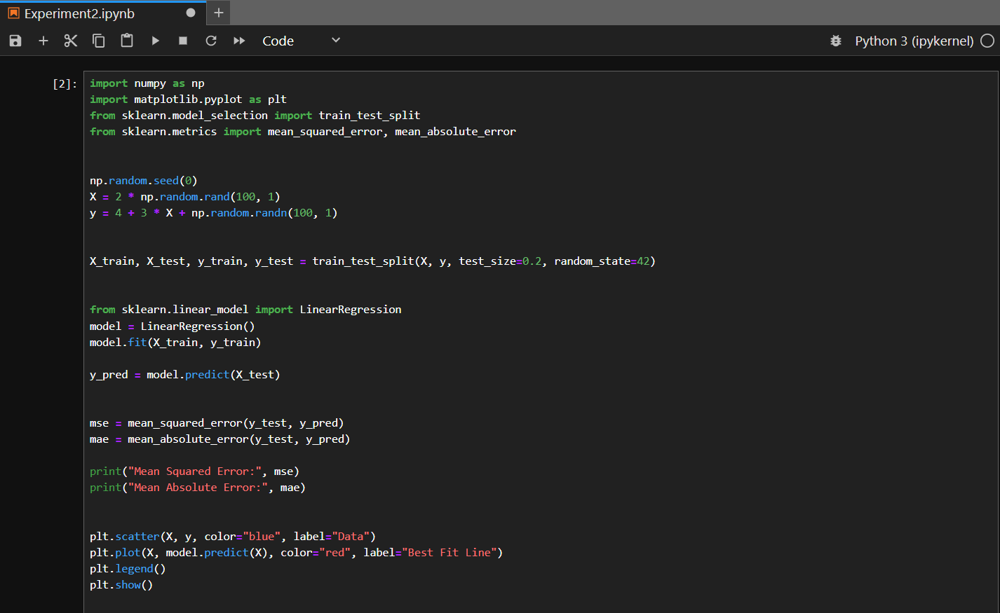 Experiment2.ipynb
Code
Python 3 (ipykernel)
[2]:
import numpy as np
import matplotlib.pyplot as plt
from sklearn.model_selection import train_test_split
from sklearn.metrics import mean_squared_error, mean_absolute_error
np.random.seed(0)
X = 2 * np.random.rand(100, 1)
y = 4 + 3 * X + np.random.randn(100, 1)
X_train, X_test, y_train, y_test = train_test_split(X, y, test_size=0.2, random_state=42)
from sklearn.linear_model import LinearRegression
model = LinearRegression()
model.fit(X_train, y_train)
y_pred = model.predict(X_test)
mse = mean_squared_error(y_test, y_pred)
mae = mean_absolute_error(y_test, y_pred)
print("Mean Squared Error:", mse)
print("Mean Absolute Error:", mae)
plt.scatter(X, y, color="blue", label="Data")
plt.plot(X, model.predict(X), color="red", label="Best Fit Line")
plt.legend()
plt.show()